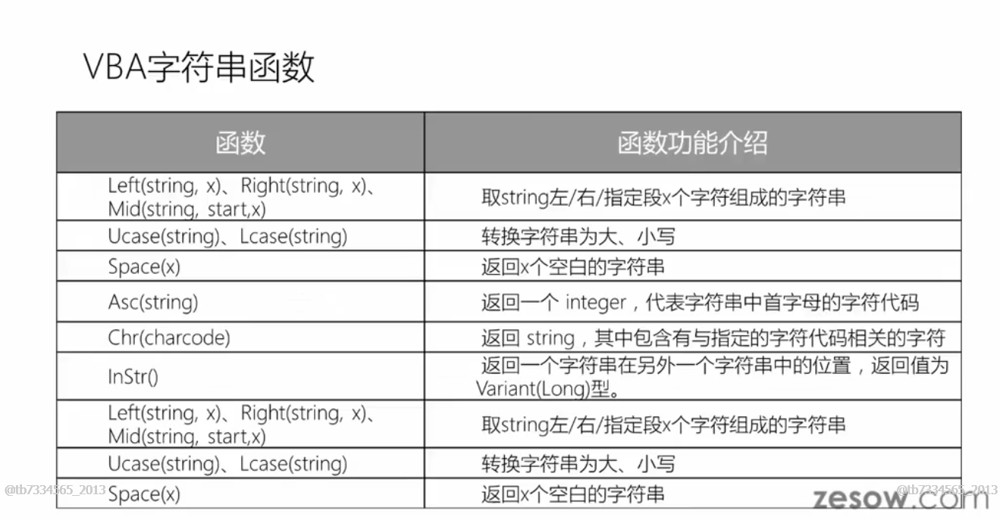 VBA字符串函数
函数
函数功能介绍
Left(string, x)、Right(string, x)、
Mid(string, start,x)
取string左/右/指定段x个字符组成的字符串
Ucase(string)、Lcase(string)
转换字符串为大、小写
Space(x)
返回x个空白的字符串
Asc(string)
返回一个 integer，代表字符串中首字母的字符代码
Chr(charcode)
返回 string，其中包含有与指定的字符代码相关的字符
InStr()
返回一个字符串在另外一个字符串中的位置，返回值为
Variant(Long)型。
Left(string, x)、Right(string, x)、
Mid(string, start,x)
取string左/右/指定段x个字符组成的字符串
Ucase(string)、Lcase(string)
转换字符串为大、小写
Space(x)
返回x个空白的字符串
@tb7334565_2013
@tb7334565_2013
zesow.com